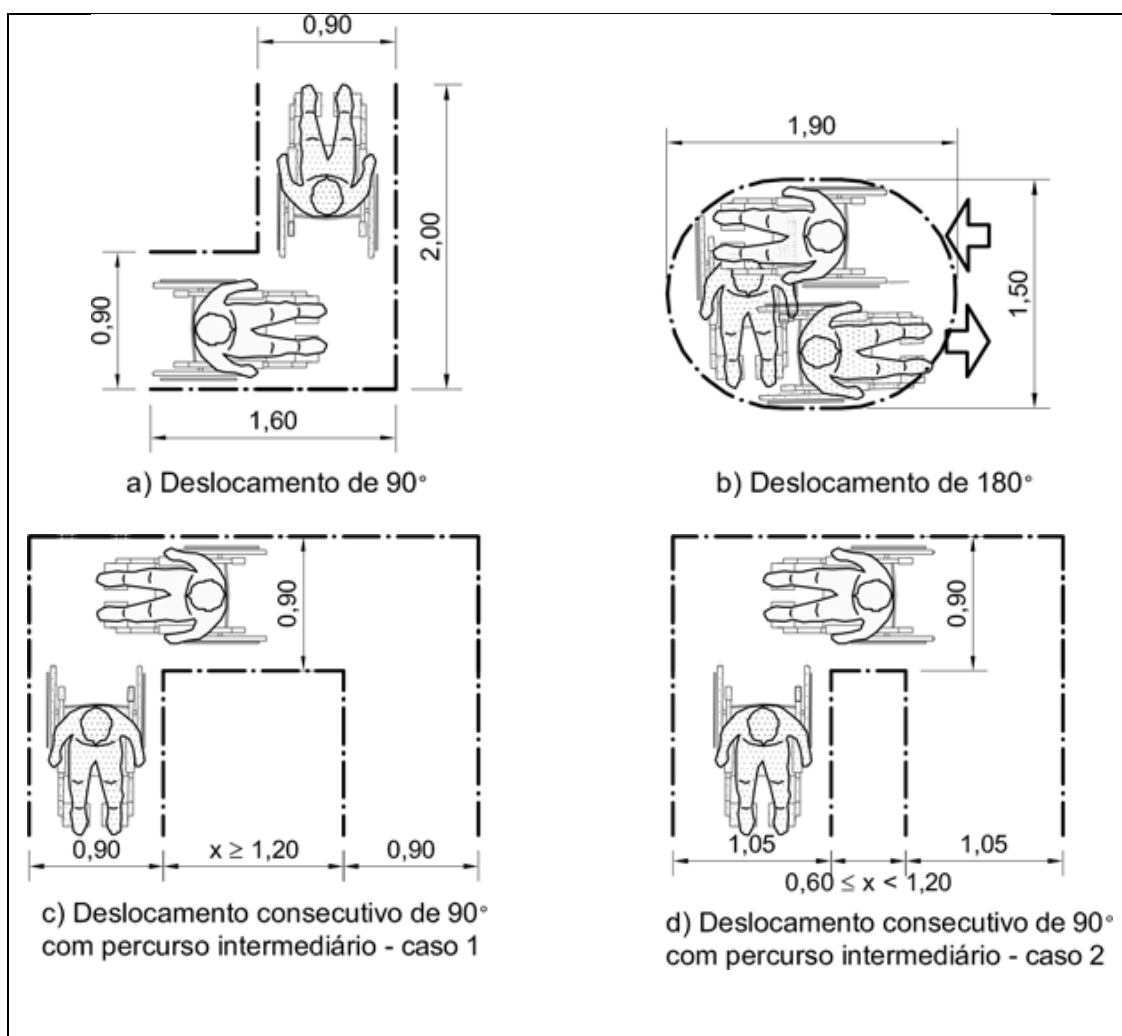 0,90
2,00
0,90
1,60
a) Deslocamento de 90°
1,90
1,50
b) Deslocamento de 180°
0,90
0,90
x ≥ 1,20
0,90
c) Deslocamento consecutivo de 90°
com percurso intermediário - caso 1
0,90
1,05
1,05
0,60 ≤ x < 1,20
d) Deslocamento consecutivo de 90°
com percurso intermediário - caso 2